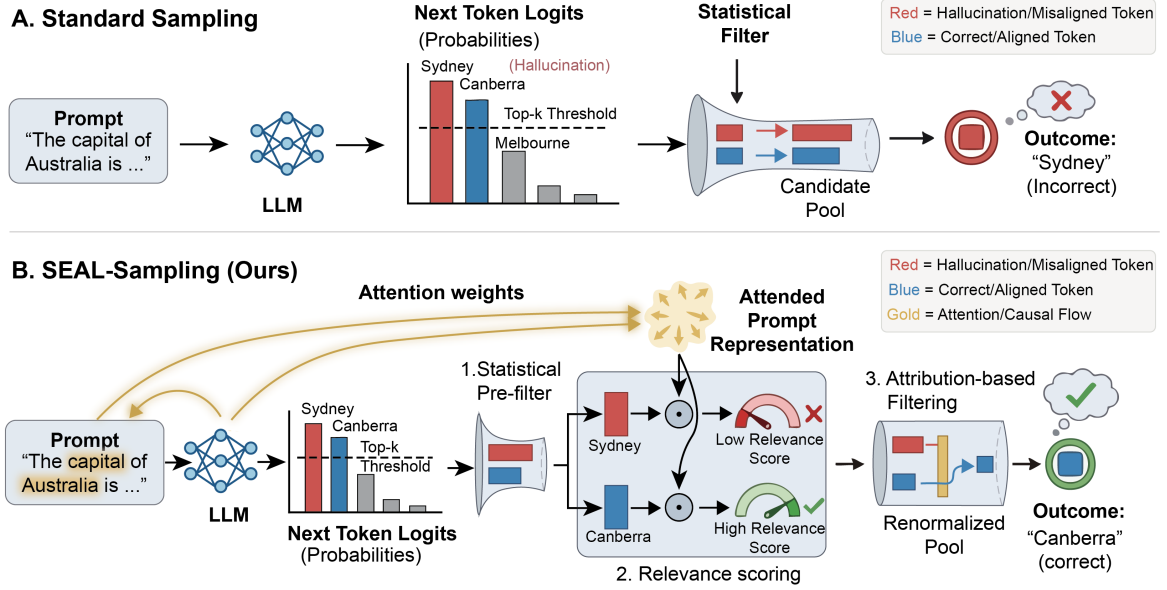 A. Standard Sampling
Next Token Logits
(Probabilities)
Statistical
Filter
Red = Hallucination/Misaligned Token
Blue = Correct/Aligned Token
Prompt
“The capital of
Australia is ...”
LLM
Sydney
(Hallucination)
Canberra
Top-k Threshold
Melbourne
Candidate
Pool
Outcome:
“Sydney”
(Incorrect)
B. SEAL-Sampling (Ours)
Red = Hallucination/Misaligned Token
Blue = Correct/Aligned Token
Gold = Attention/Causal Flow
Attention weights
Attended
Prompt
Representation
Prompt
“The capital of
Australia is ...”
LLM
Sydney
Canberra
Top-k
Threshold
Next Token Logits
(Probabilities)
1.Statistical
Pre-filter
Sydney
Low Relevance
Score
Canberra
High Relevance
Score
2. Relevance scoring
3. Attribution-based
Filtering
Renormalized
Pool
Outcome:
“Canberra”
(correct)